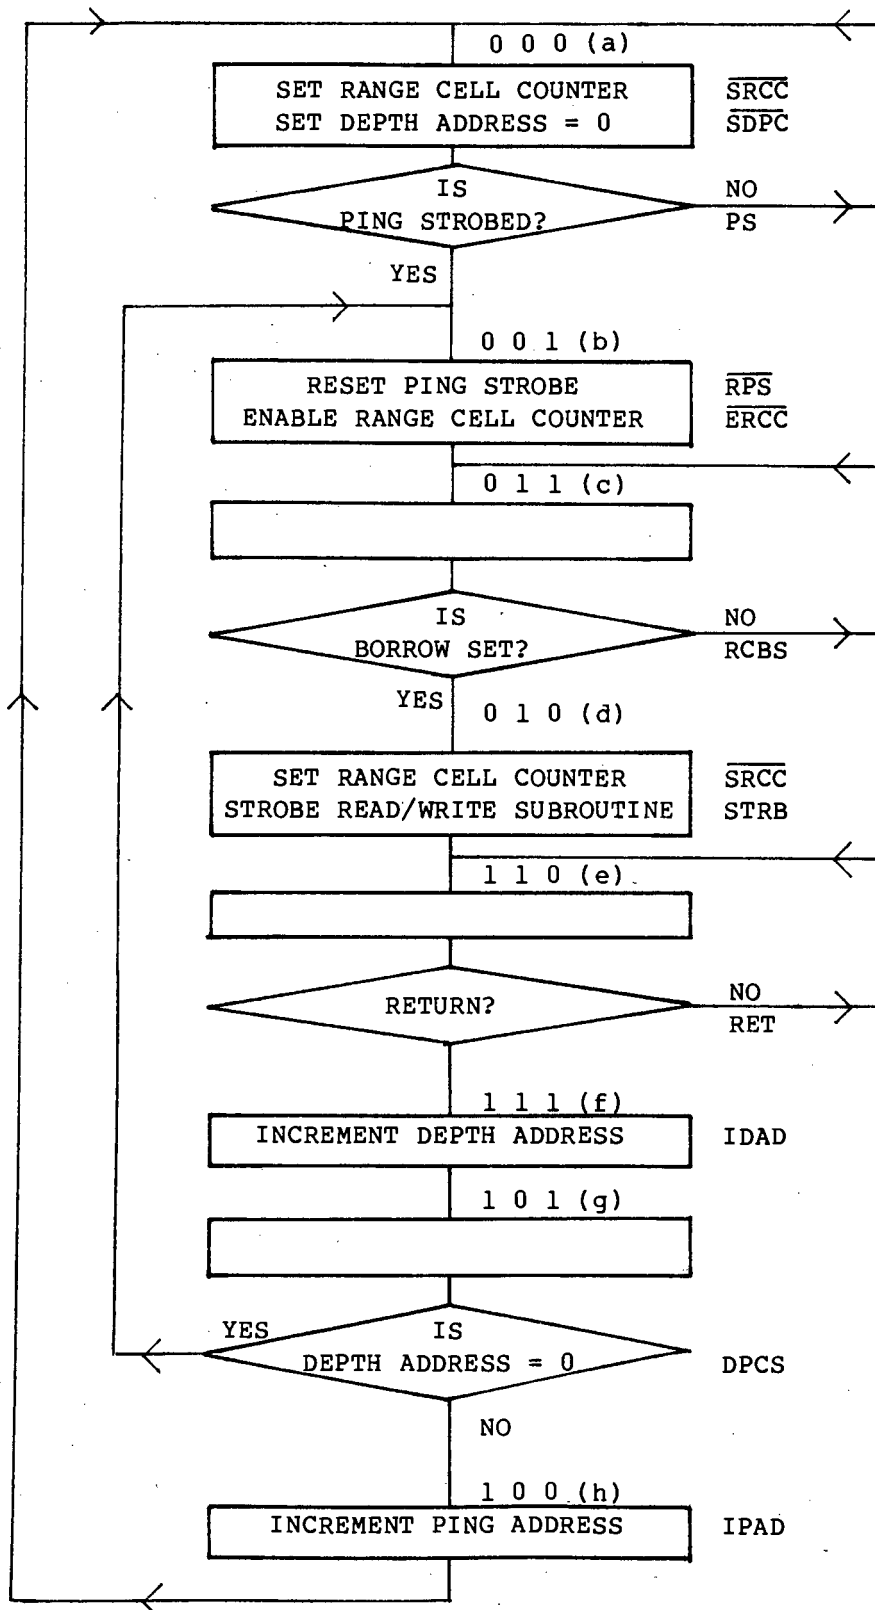 0 0 0 (a)
SET RANGE CELL COUNTER
SET DEPTH ADDRESS = 0
SRCC
SDPC
IS
PING STROBED?
NO
PS
YES
0 0 1 (b)
RESET PING STROBE
ENABLE RANGE CELL COUNTER
RPS
ERCC
0 1 1 (c)
IS
BORROW SET?
NO
RCBS
YES
0 1 0 (d)
SET RANGE CELL COUNTER
STROBE READ/WRITE SUBROUTINE
SRCC
STRB
1 1 0 (e)
RETURN?
NO
RET
1 1 1 (f)
INCREMENT DEPTH ADDRESS
IDAD
1 0 1 (g)
YES
IS
DEPTH ADDRESS = 0
DPCS
NO
1 0 0 (h)
INCREMENT PING ADDRESS
IPAD